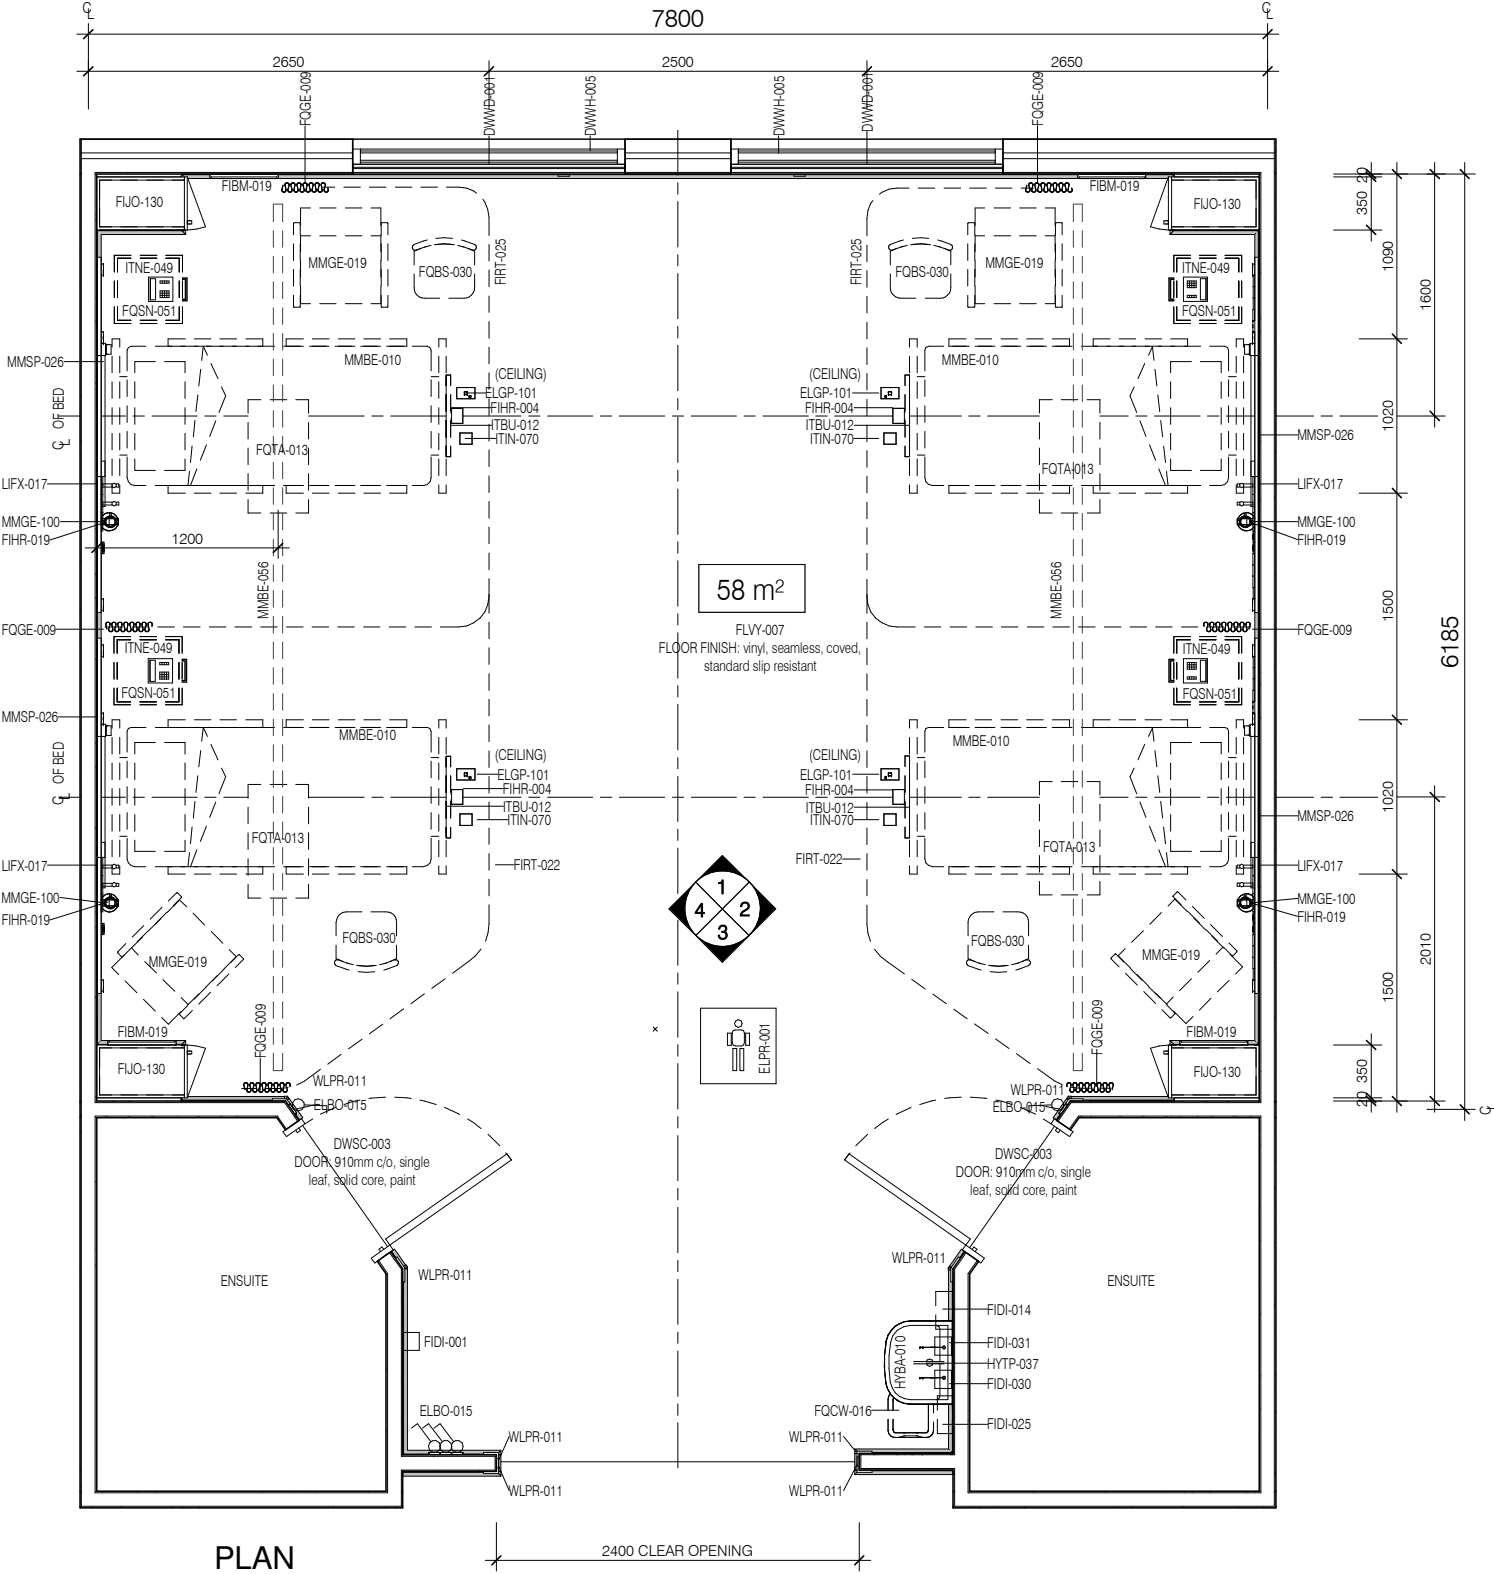 ℄
℄
7800
2650
2500
2650
FQGE-009
DWWD-001
DWWH-005
DWWH-005
DWWD-001
FQGE-009
FIJO-130
FIBM-019
FIBM-019
FIJO-130
20
350
ITNE-049
FQSN-051
MMGE-019
FQBS-030
FIRT-025
FIRT-025
FQBS-030
MMGE-019
ITNE-049
FQSN-051
1090
1600
MMSP-026
MMBE-010
(CEILING)
ELGP-101
FIHR-004
ITBU-012
ITIN-070
(CEILING)
ELGP-101
FIHR-004
ITBU-012
ITIN-070
MMBE-010
MMSP-026
1020
℄ OF BED
FQTA-013
FQTA-013
LIFX-017
LIFX-017
MMGE-100
FIHR-019
MMGE-100
FIHR-019
1200
MMBE-056
MMBE-056
58 m²
FLVY-007
FLOOR FINISH: vinyl, seamless, coved,
standard slip resistant
1500
6185
FQGE-009
FQGE-009
ITNE-049
FQSN-051
ITNE-049
FQSN-051
MMSP-026
MMBE-010
(CEILING)
ELGP-101
FIHR-004
ITBU-012
ITIN-070
(CEILING)
ELGP-101
FIHR-004
ITBU-012
ITIN-070
MMBE-010
MMSP-026
1020
℄ OF BED
FQTA-013
FQTA-013
LIFX-017
FIRT-022
FIRT-022
LIFX-017
MMGE-100
FIHR-019
MMGE-100
FIHR-019
1
4 2
3
MMGE-019
FQBS-030
FQBS-030
MMGE-019
2010
1500
FIBM-019
FQGE-009
ELPR-001
FQGE-009
FIBM-019
FIJO-130
FIJO-130
350
20
℄
WLPR-011
ELBO-015
WLPR-011
ELBO-015
DWSC-003
DOOR: 910mm c/o, single
leaf, solid core, paint
DWSC-003
DOOR: 910mm c/o, single
leaf, solid core, paint
ENSUITE
WLPR-011
WLPR-011
ENSUITE
FIDI-001
FIDI-014
FIDI-031
HYTP-037
FIDI-030
HYBA-010
FQCW-016
FIDI-025
ELBO-015
WLPR-011
WLPR-011
WLPR-011
WLPR-011
2400 CLEAR OPENING
PLAN